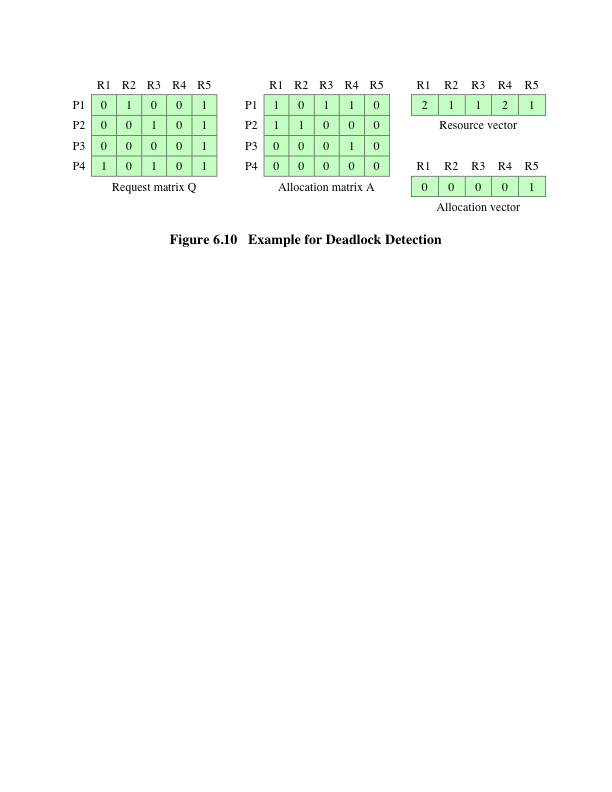 R1 R2 R3 R4 R5
P1 0 1 0 0 1
P2 0 0 1 0 1
P3 0 0 0 0 1
P4 1 0 1 0 1
Request matrix Q
R1 R2 R3 R4 R5
P1 1 0 1 1 0
P2 1 1 0 0 0
P3 0 0 0 1 0
P4 0 0 0 0 0
Allocation matrix A
R1 R2 R3 R4 R5
2 1 1 2 1
Resource vector
R1 R2 R3 R4 R5
0 0 0 0 1
Allocation vector
Figure 6.10 Example for Deadlock Detection